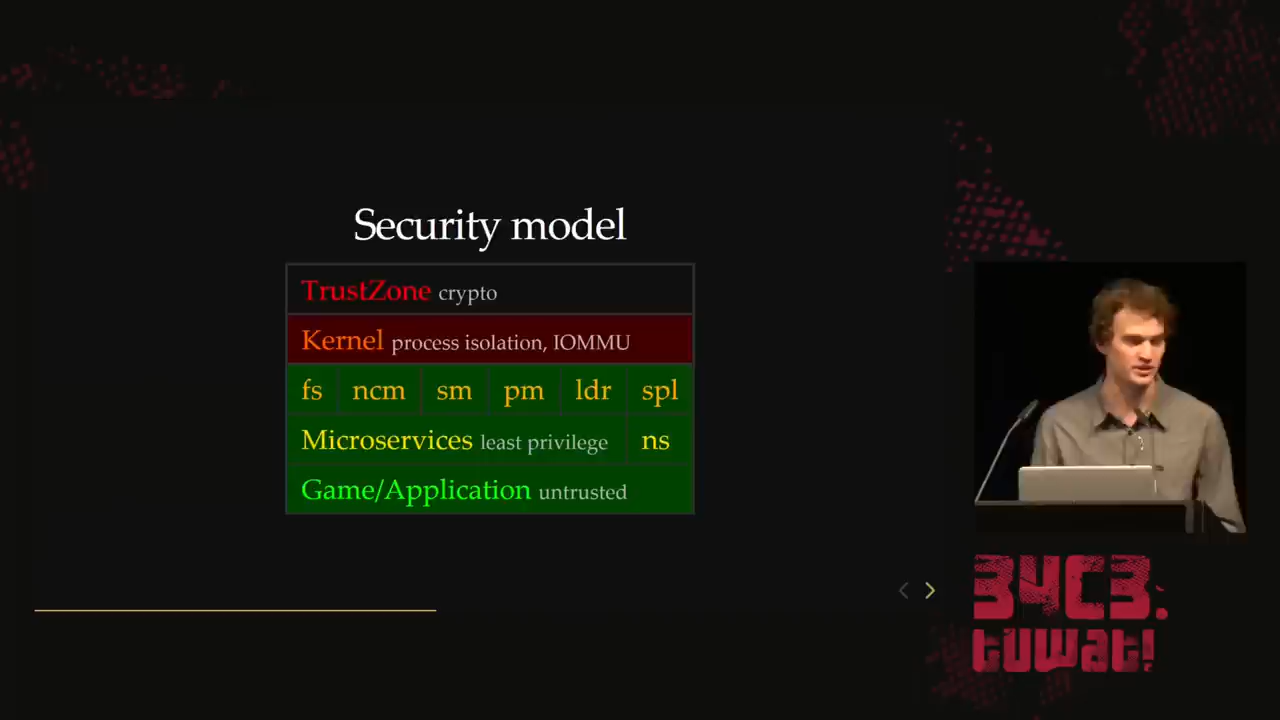 Security model
TrustZone crypto
Kernel process isolation, IOMMU
fs ncm sm pm ldr spl
Microservices least privilege ns
Game/Application untrusted
34C3.
tuwat!